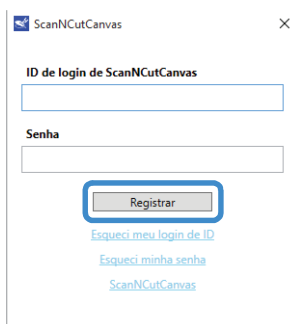 ScanNCutCanvas
ID de login de ScanNCutCanvas
Senha
Registrar
Esqueci meu login de ID
Esqueci minha senha
ScanNCutCanvas